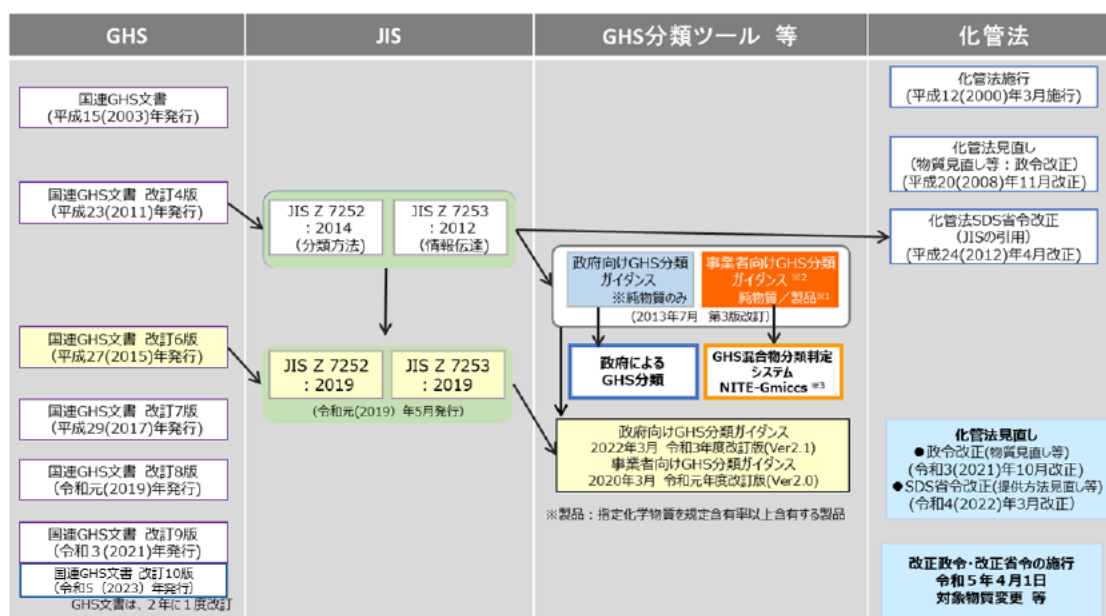 GHS
JIS
GHS分類ツール 等
化管法
国連GHS文書
(平成15(2003)年発行)
国連GHS文書 改訂4版
(平成23(2011)年発行)
国連GHS文書 改訂6版
(平成27(2015)年発行)
国連GHS文書 改訂7版
(平成29(2017)年発行)
国連GHS文書 改訂8版
(令和元(2019)年発行)
国連GHS文書 改訂9版
(令和3(2021)年発行)
国連GHS文書 改訂10版
(令和5(2023)年発行)
GHS文書は、2年に1度改訂
JIS Z 7252
:2014
(分類方法)
JIS Z 7253
:2012
(情報伝達)
JIS Z 7252
:2019
JIS Z 7253
:2019
(令和元(2019)年5月発行)
政府向けGHS分類
ガイダンス
※純物質のみ
事業者向けGHS分類
ガイダンス ※2
純物質/製品※1
(2013年7月 第3版改訂)
政府による
GHS分類
GHS混合物分類判定
システム
NITE-Gmiccs ※3
政府向けGHS分類ガイダンス
2022年3月 令和3年度改訂版(Ver2.1)
事業者向けGHS分類ガイダンス
2020年3月 令和元年度改訂版(Ver2.0)
※製品:指定化学物質を規定含有率以上含有する製品
化管法施行
(平成12(2000)年3月施行)
化管法見直し
(物質見直し等:政令改正)
(平成20(2008)年11月改正)
化管法SDS省令改正
(JISの引用)
(平成24(2012)年4月改正)
化管法見直し
●政令改正(物質見直し等)
(令和3(2021)年10月改正)
●SDS省令改正(提供方法見直し等)
(令和4(2022)年3月改正)
改正政令・改正省令の施行
令和5年4月1日
対象物質変更 等